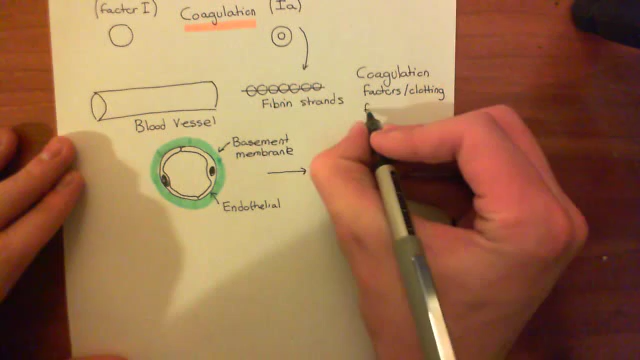 (factor I)
Coagulation
(Ia)
Coagulation
Factors/clotting
f
Fibrin strands
Blood Vessel
Basement
membrane
Endothelial